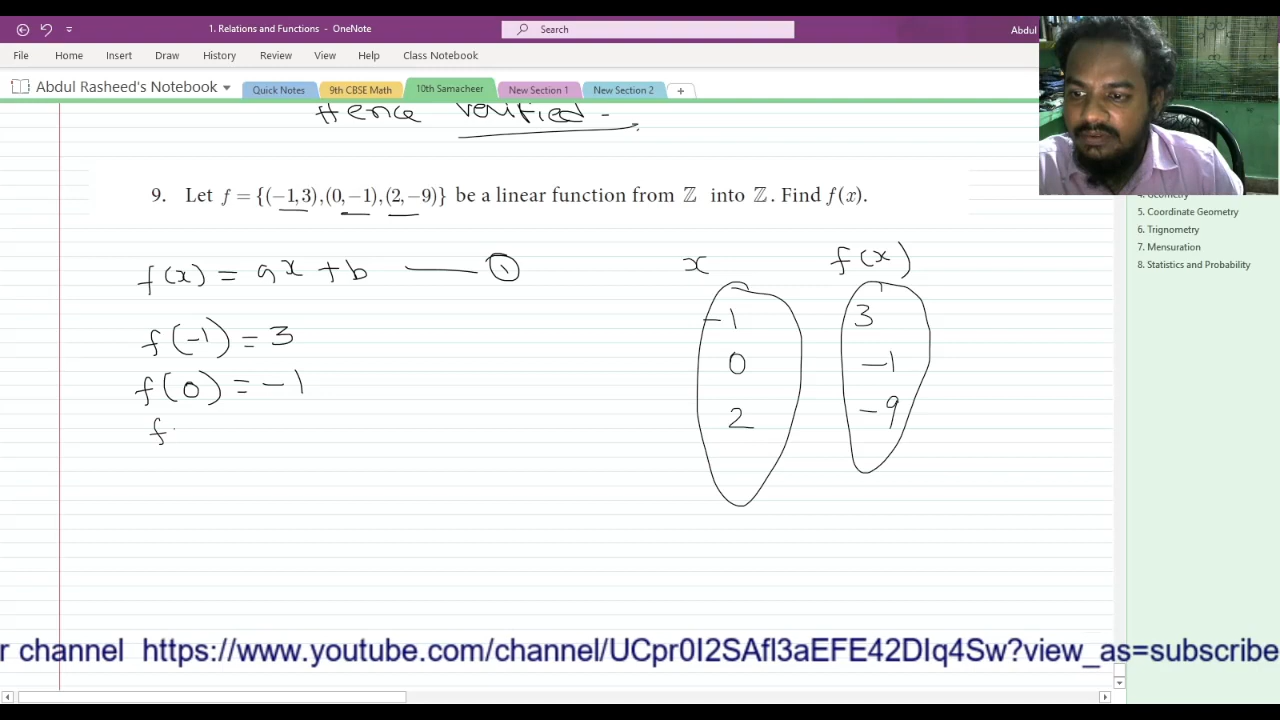 1. Relations and Functions - OneNote
Search
Abdul
File Home Insert Draw History Review View Help Class Notebook
Abdul Rasheed's Notebook
Quick Notes 9th CBSE Math 10th Samacheer New Section 1 New Section 2 +
Hence Verified -
9. Let f = {(−1,3),(0,−1),(2,−9)} be a linear function from ℤ into ℤ. Find f(x).
5. Coordinate Geometry
6. Trignometry
7. Mensuration
8. Statistics and Probability
f(x) = ax + b —— ①
x f(x)
f(-1) = 3
-1 3
f(0) = -1
0 -1
f
2 -9
r channel https://www.youtube.com/channel/UCpr0I2SAfl3aEFE42DIq4Sw?view_as=subscribe